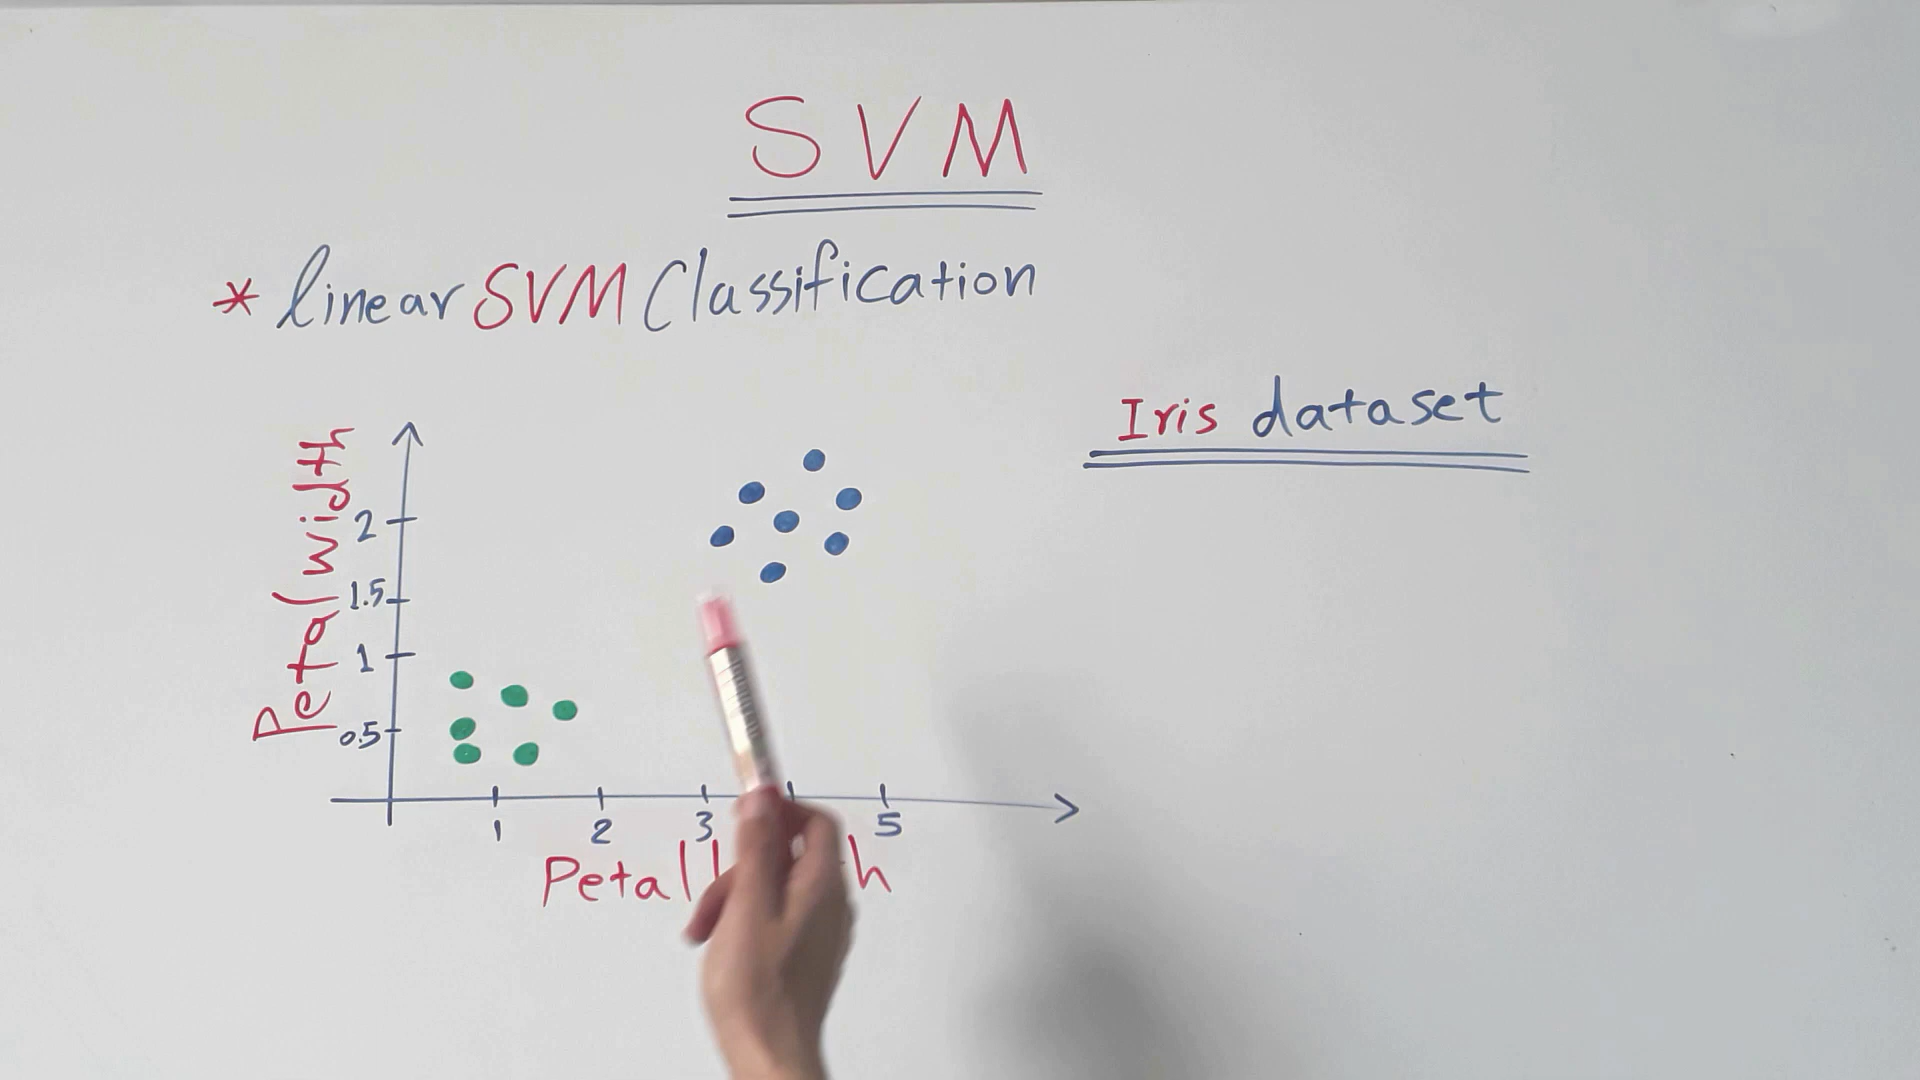 SVM
* linear SVM Classification
Iris dataset
Petal width
2
1.5
1
0.5
1 2 3 5
Petal